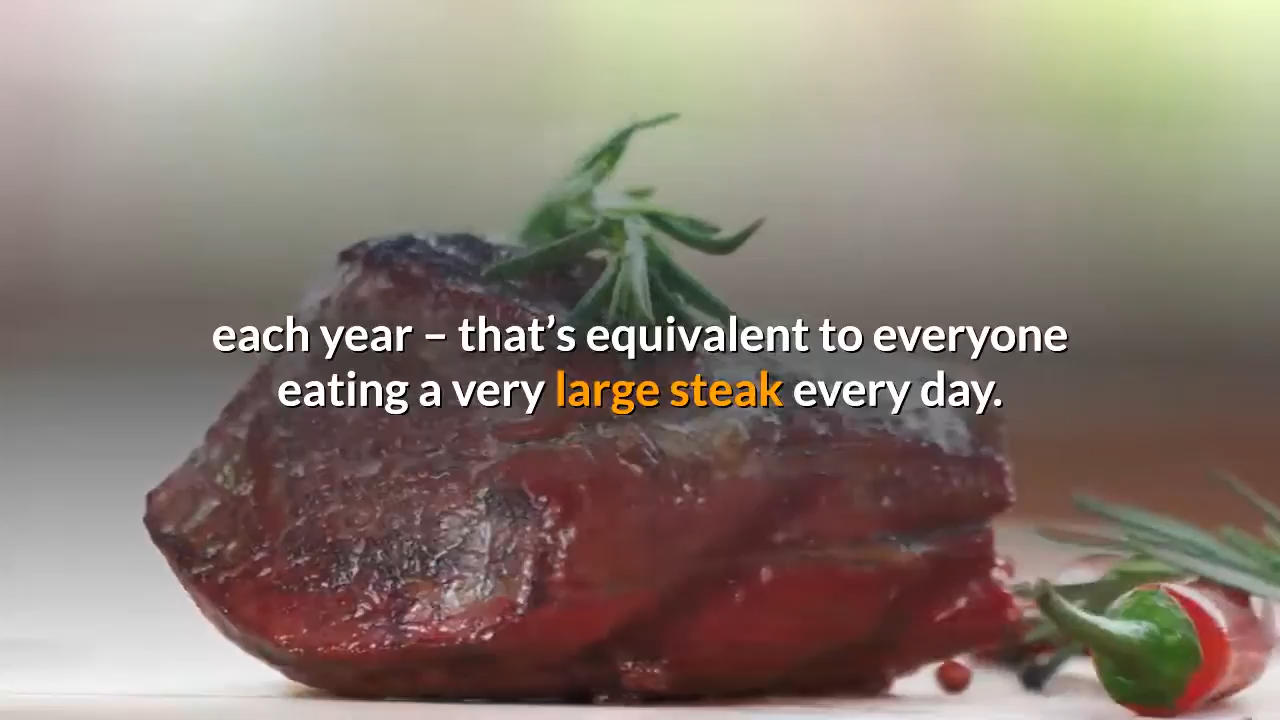 each year – that’s equivalent to everyone
eating a very large steak every day.